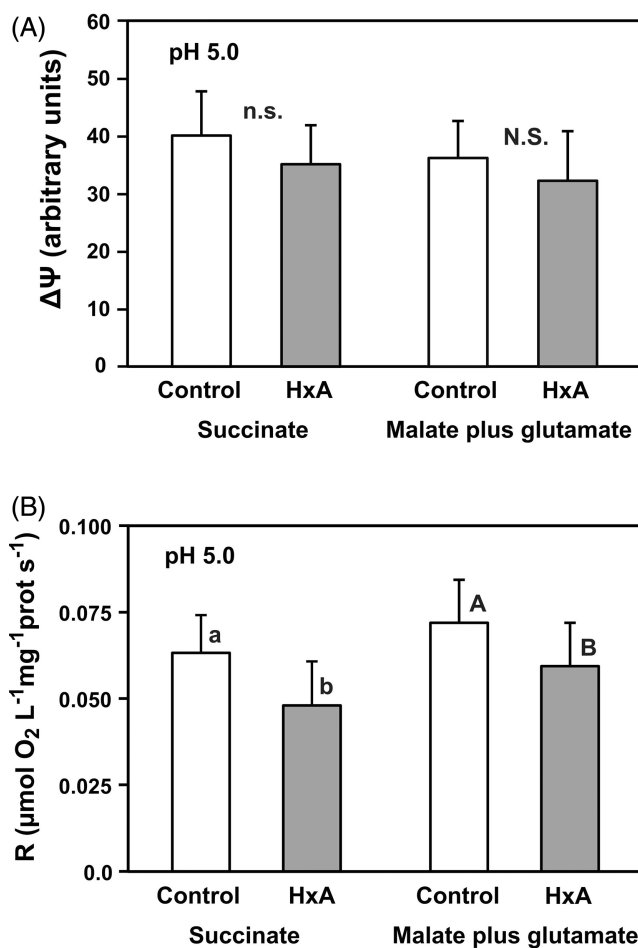 (A)
ΔΨ (arbitrary units)
60
50
40
30
20
10
0
pH 5.0
n.s.
N.S.
Control HxA Control HxA
Succinate Malate plus glutamate
(B)
R (μmol O₂ L⁻¹mg⁻¹prot s⁻¹)
0.100
0.075
0.050
0.025
0.0
pH 5.0
a
b
A
B
Control HxA Control HxA
Succinate Malate plus glutamate